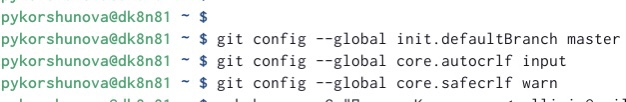 pykorshunova@dk8n81 ~ $
pykorshunova@dk8n81 ~ $ git config --global init.defaultBranch master
pykorshunova@dk8n81 ~ $ git config --global core.autocrlf input
pykorshunova@dk8n81 ~ $ git config --global core.safecrlf warn